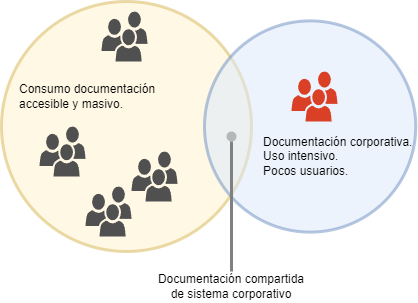 Consumo documentación
accesible y masivo.
Documentación corporativa.
Uso intensivo.
Pocos usuarios.
Documentación compartida
de sistema corporativo